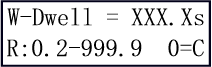 W-Dwell = XXX.Xs
R:0.2-999.9  0=C